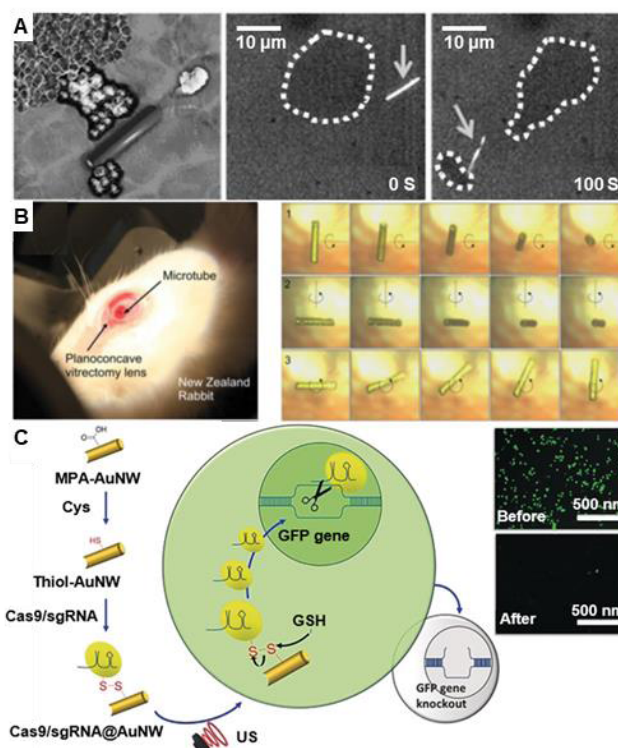 A
10 µm
0 S
10 µm
100 S
B
Microtube
Planoconcave
vitrectomy lens
New Zealand
Rabbit
1
2
3
C
OH
O
MPA-AuNW
Cys
HS
Thiol-AuNW
Cas9/sgRNA
S-S
Cas9/sgRNA@AuNW
US
GFP gene
GSH
S
S
GFP gene
knockout
Before
500 nm
After
500 nm